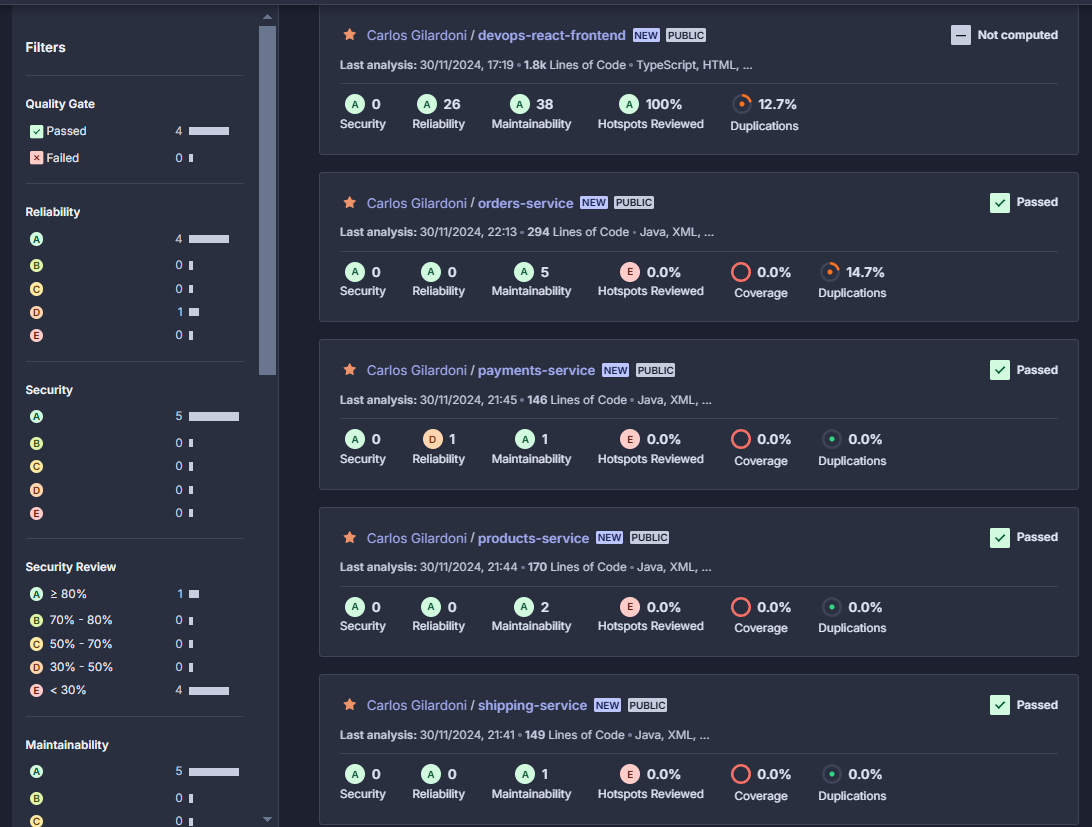 Filters
Quality Gate
Passed 4
Failed 0
Reliability
A 4
B 0
C 0
D 1
E 0
Security
A 5
B 0
C 0
D 0
E 0
Security Review
A ≥ 80% 1
B 70% - 80% 0
C 50% - 70% 0
D 30% - 50% 0
E < 30% 4
Maintainability
A 5
B 0
C 0
Carlos Gilardoni / devops-react-frontend NEW PUBLIC Not computed
Last analysis: 30/11/2024, 17:19 • 1.8k Lines of Code • TypeScript, HTML, ...
A 0 A 26 A 38 A 100% 12.7%
Security Reliability Maintainability Hotspots Reviewed Duplications
Carlos Gilardoni / orders-service NEW PUBLIC Passed
Last analysis: 30/11/2024, 22:13 • 294 Lines of Code • Java, XML, ...
A 0 A 0 A 5 E 0.0% 0.0% 14.7%
Security Reliability Maintainability Hotspots Reviewed Coverage Duplications
Carlos Gilardoni / payments-service NEW PUBLIC Passed
Last analysis: 30/11/2024, 21:45 • 146 Lines of Code • Java, XML, ...
A 0 D 1 A 1 E 0.0% 0.0% 0.0%
Security Reliability Maintainability Hotspots Reviewed Coverage Duplications
Carlos Gilardoni / products-service NEW PUBLIC Passed
Last analysis: 30/11/2024, 21:44 • 170 Lines of Code • Java, XML, ...
A 0 A 0 A 2 E 0.0% 0.0% 0.0%
Security Reliability Maintainability Hotspots Reviewed Coverage Duplications
Carlos Gilardoni / shipping-service NEW PUBLIC Passed
Last analysis: 30/11/2024, 21:41 • 149 Lines of Code • Java, XML, ...
A 0 A 0 A 1 E 0.0% 0.0% 0.0%
Security Reliability Maintainability Hotspots Reviewed Coverage Duplications